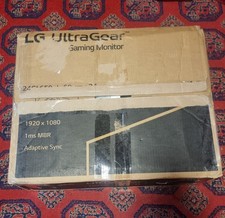 LG UltraGear
Gaming Monitor
1920 x 1080
1ms MBR
Adaptive Sync